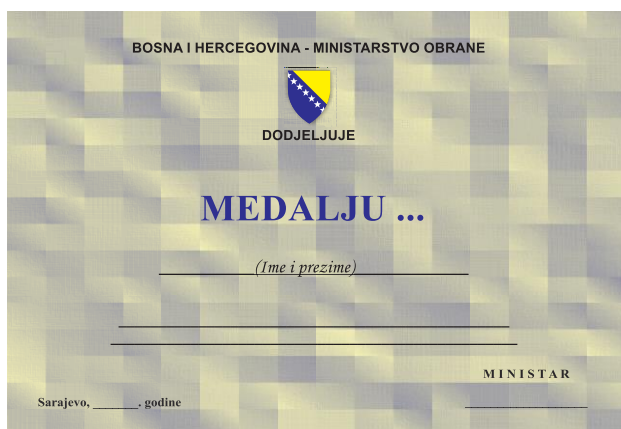 BOSNA I HERCEGOVINA - MINISTARSTVO OBRANE
DODJELJUJE
MEDALJU ...
(Ime i prezime)
MINISTAR
Sarajevo, _______. godine